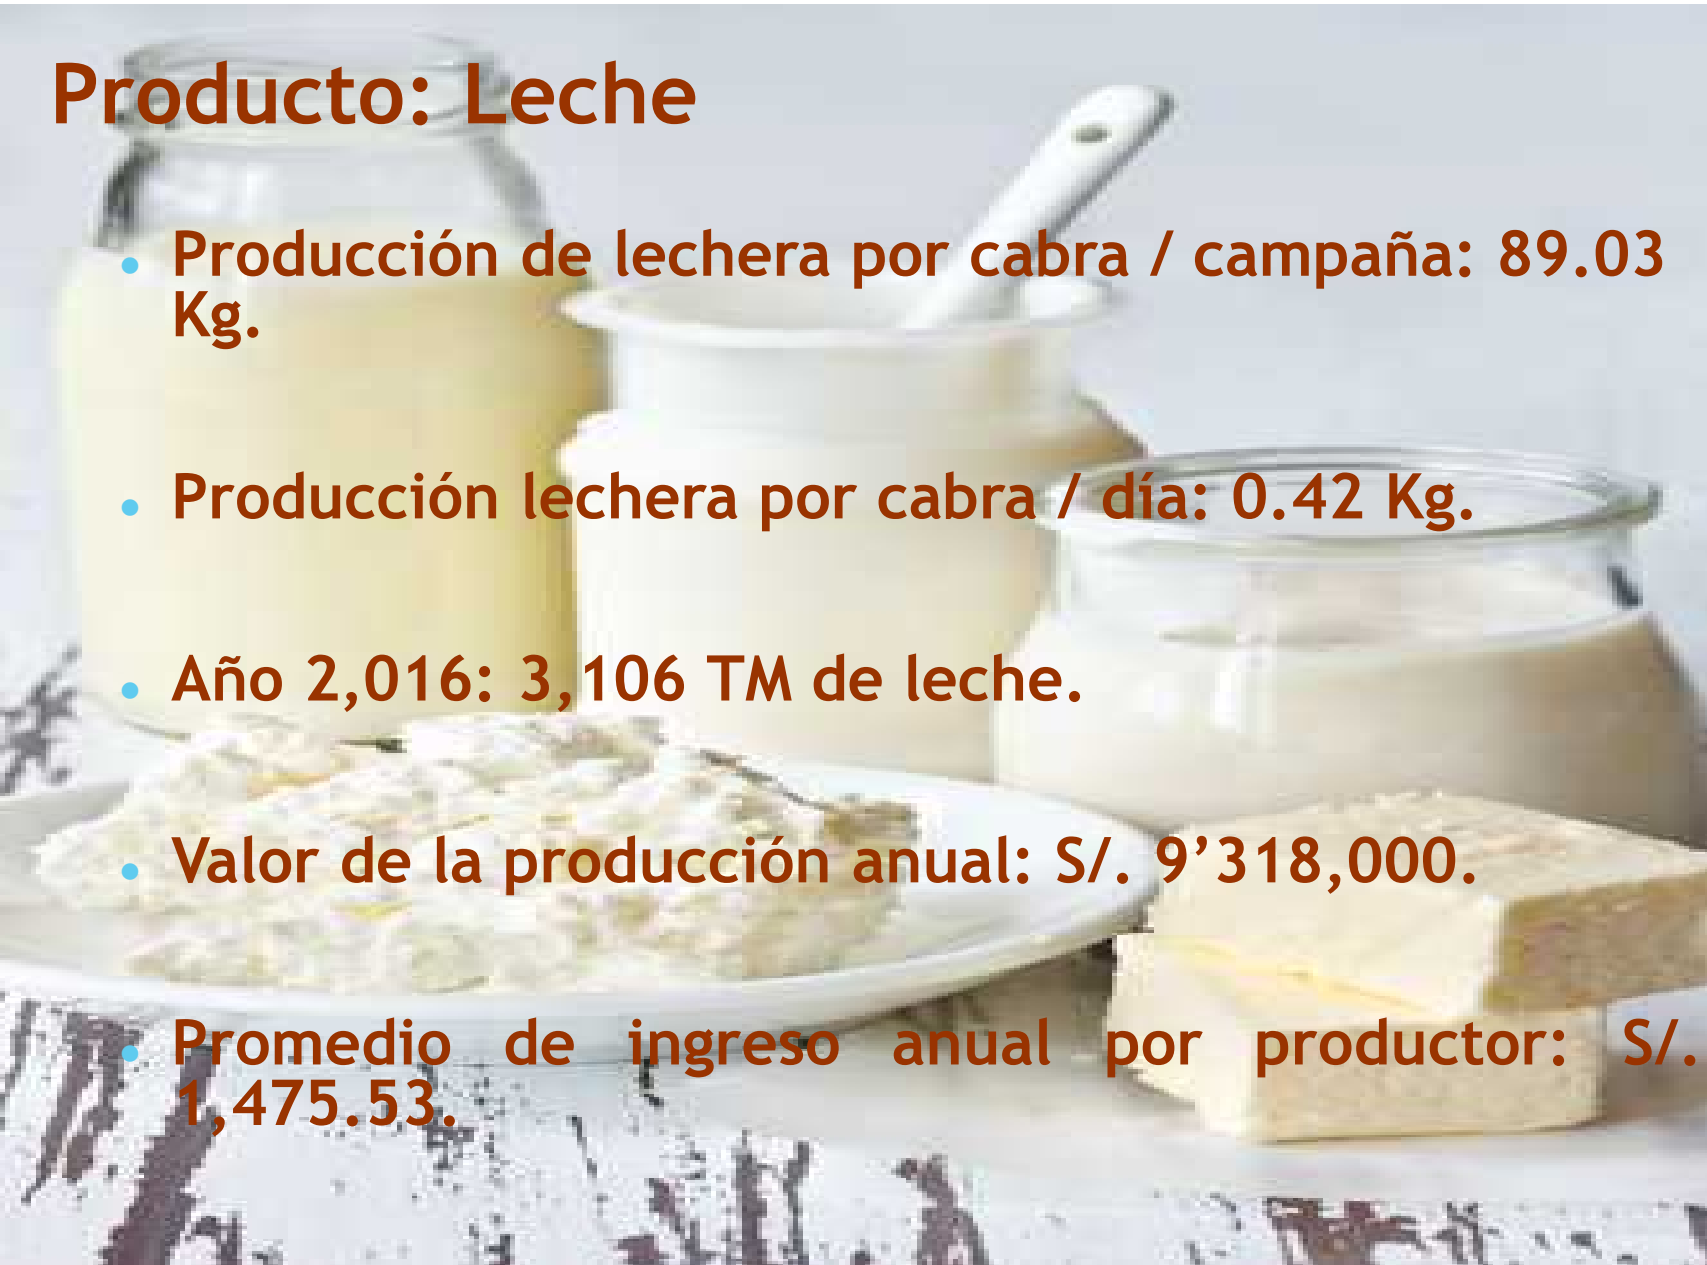 Producto: Leche
• Producción de lechera por cabra / campaña: 89.03
Kg.
• Producción lechera por cabra / día: 0.42 Kg.
• Año 2,016: 3,106 TM de leche.
• Valor de la producción anual: S/. 9’318,000.
• Promedio de ingreso anual por productor: S/.
1,475.53.